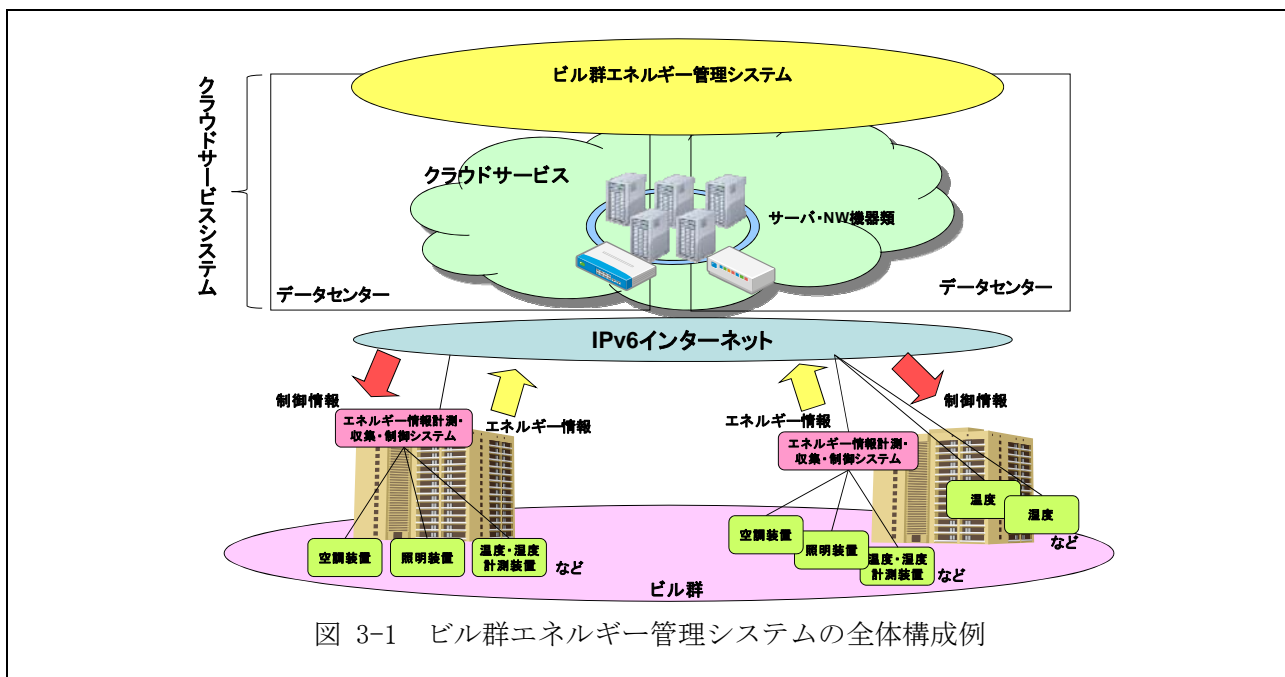 ビル群エネルギー管理システム
クラウドサービスシステム
クラウドサービス
サーバ・NW機器類
データセンター
データセンター
IPv6インターネット
制御情報
エネルギー情報計測・
収集・制御システム
エネルギー情報
エネルギー情報
制御情報
エネルギー情報計測・
収集・制御システム
温度
湿度
など
空調装置
照明装置
温度・湿度
計測装置
など
空調装置
照明装置
温度・湿度
計測装置
など
ビル群
図 3-1 ビル群エネルギー管理システムの全体構成例